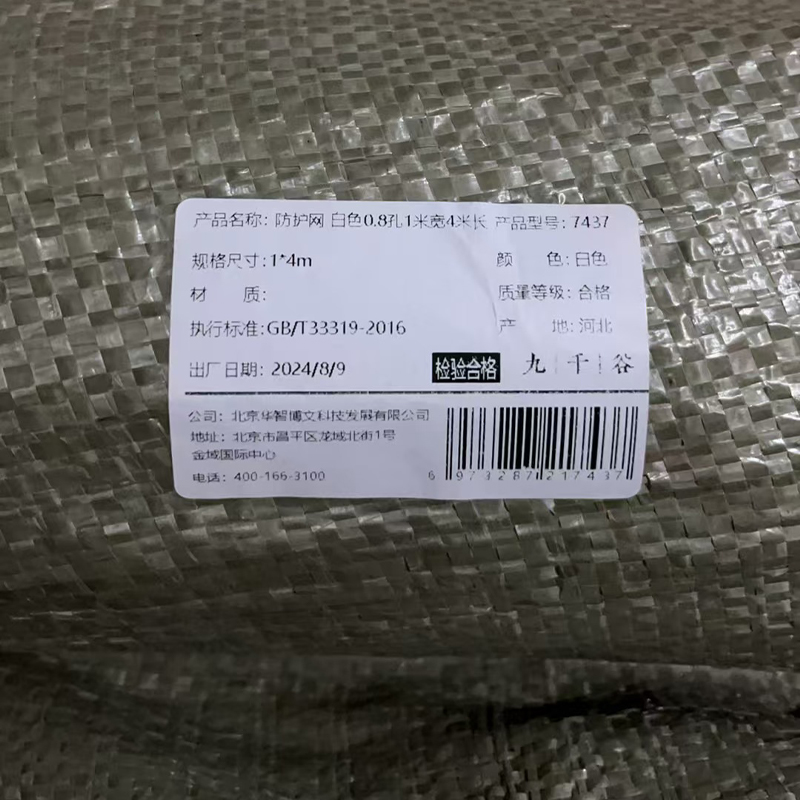 产品名称: 防护网 白色0.8孔1米宽4米长 产品型号: 7437
规格尺寸:1*4m 颜 色:白色
材 质: 质量等级: 合格
执行标准:GB/T33319-2016 产 地:河北
出厂日期: 2024/8/9 检验合格 九千谷
公司: 北京华智博文科技发展有限公司
地址: 北京市昌平区龙域北街1号
金域国际中心
电话: 400-166-3100 6 973287 217437